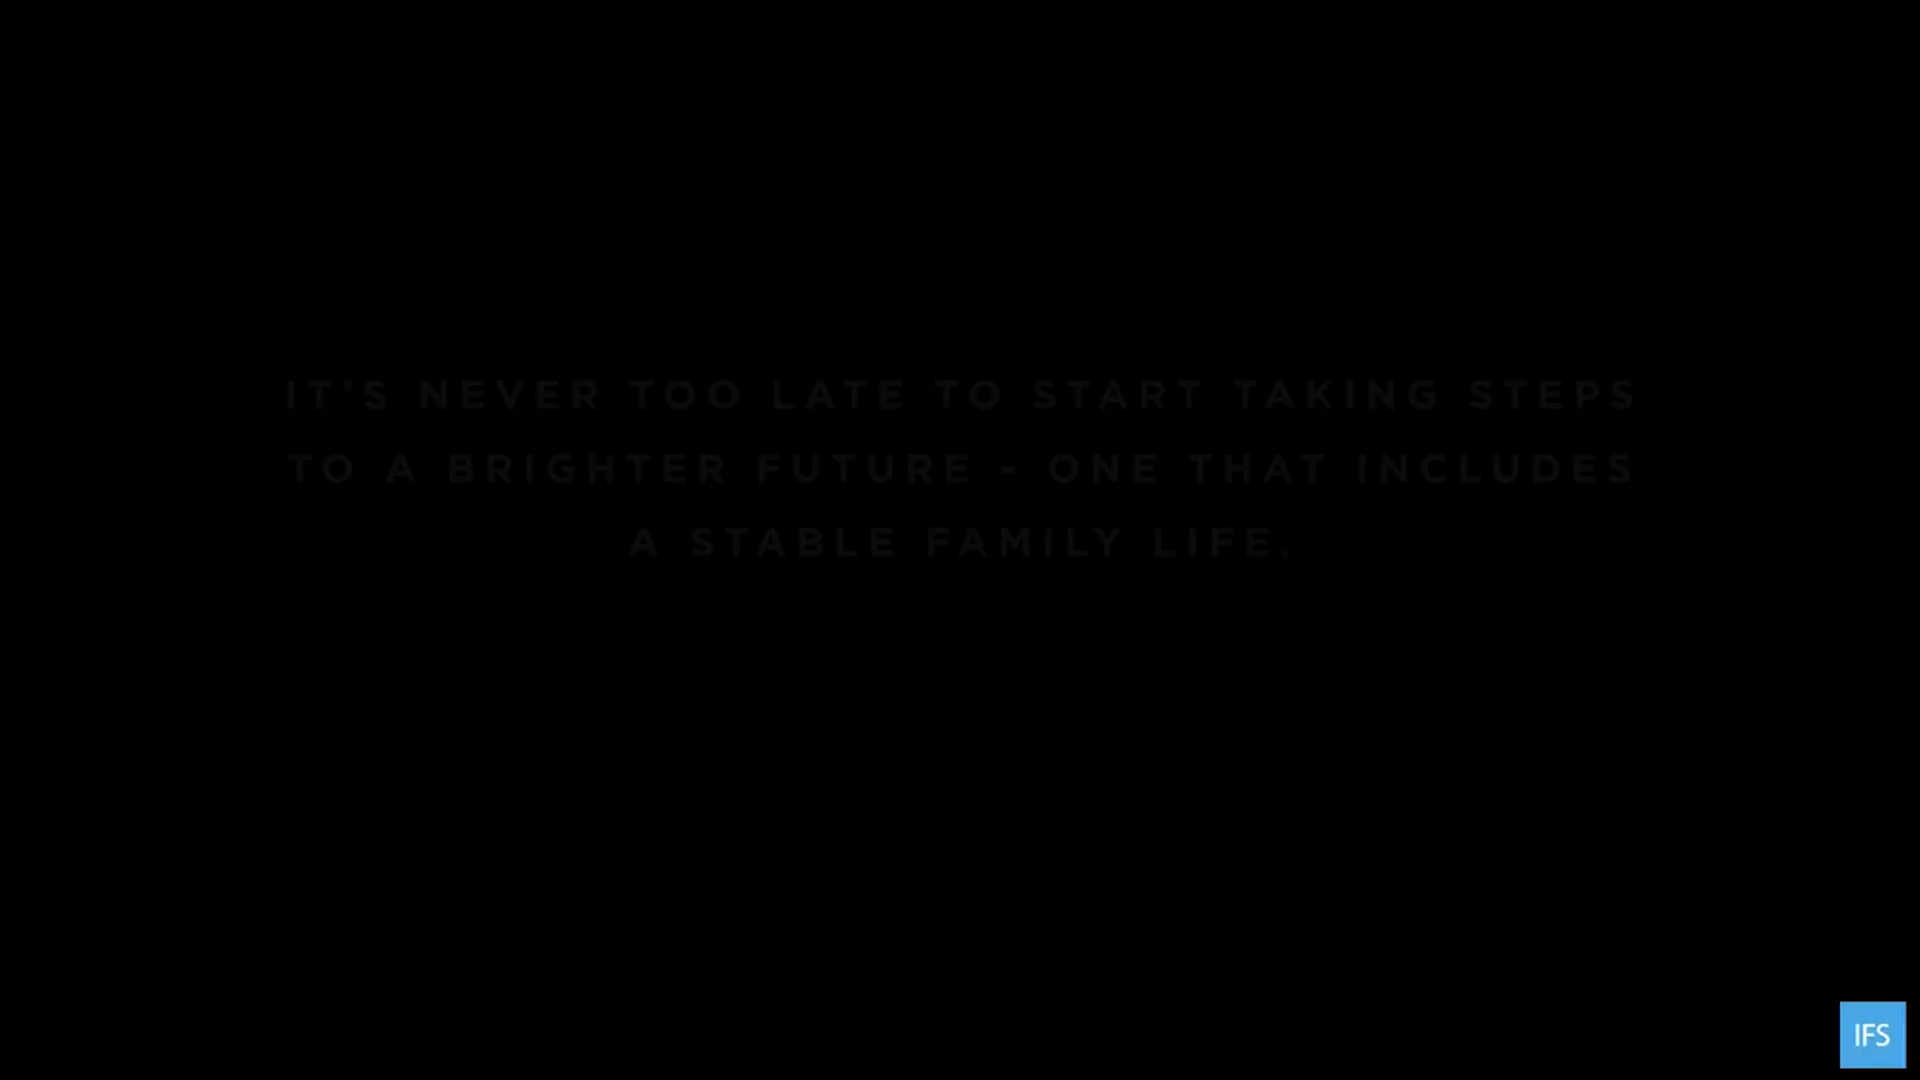 IT'S NEVER TOO LATE TO START TAKING STEPS
TO A BRIGHTER FUTURE - ONE THAT INCLUDES
A STABLE FAMILY LIFE.
IFS